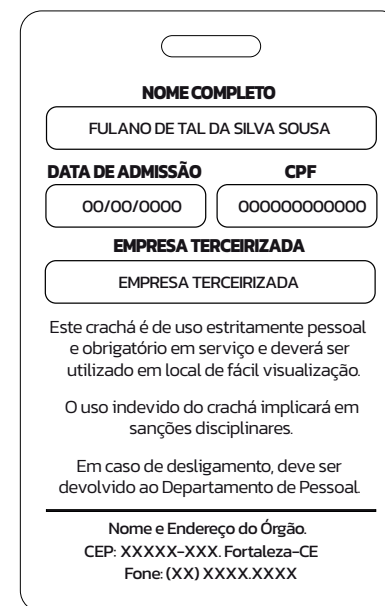 NOME COMPLETO
FULANO DE TAL DA SILVA SOUSA
DATA DE ADMISSÃO CPF
00/00/0000 000000000000
EMPRESA TERCEIRIZADA
EMPRESA TERCEIRIZADA
Este crachá é de uso estritamente pessoal
e obrigatório em serviço e deverá ser
utilizado em local de fácil visualização.
O uso indevido do crachá implicará em
sanções disciplinares.
Em caso de desligamento, deve ser
devolvido ao Departamento de Pessoal.
Nome e Endereço do Órgão.
CEP: XXXXX-XXX. Fortaleza-CE
Fone: (XX) XXXX.XXXX